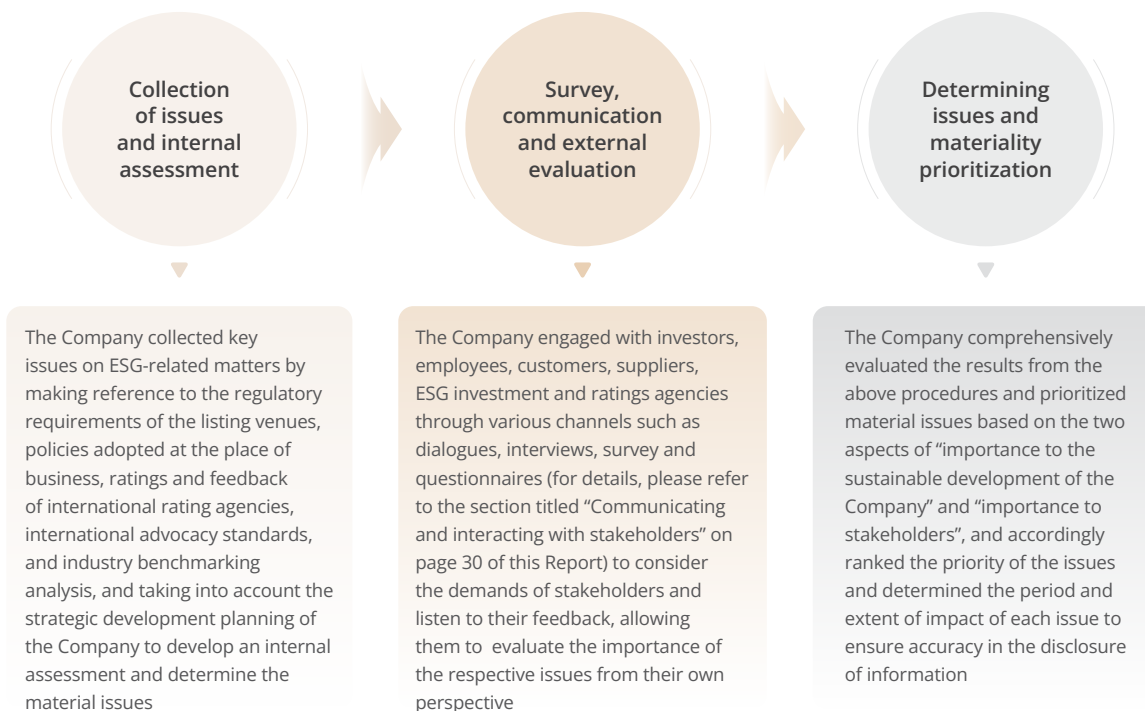 Collection
of issues
and internal
assessment
Survey,
communication
and external
evaluation
Determining
issues and
materiality
prioritization
The Company collected key
issues on ESG-related matters by
making reference to the regulatory
requirements of the listing venues,
policies adopted at the place of
business, ratings and feedback
of international rating agencies,
international advocacy standards,
and industry benchmarking
analysis, and taking into account the
strategic development planning of
the Company to develop an internal
assessment and determine the
material issues
The Company engaged with investors,
employees, customers, suppliers,
ESG investment and ratings agencies
through various channels such as
dialogues, interviews, survey and
questionnaires (for details, please refer
to the section titled “Communicating
and interacting with stakeholders” on
page 30 of this Report) to consider
the demands of stakeholders and
listen to their feedback, allowing
them to evaluate the importance of
the respective issues from their own
perspective
The Company comprehensively
evaluated the results from the
above procedures and prioritized
material issues based on the two
aspects of “importance to the
sustainable development of the
Company” and “importance to
stakeholders”, and accordingly
ranked the priority of the issues
and determined the period and
extent of impact of each issue to
ensure accuracy in the disclosure
of information